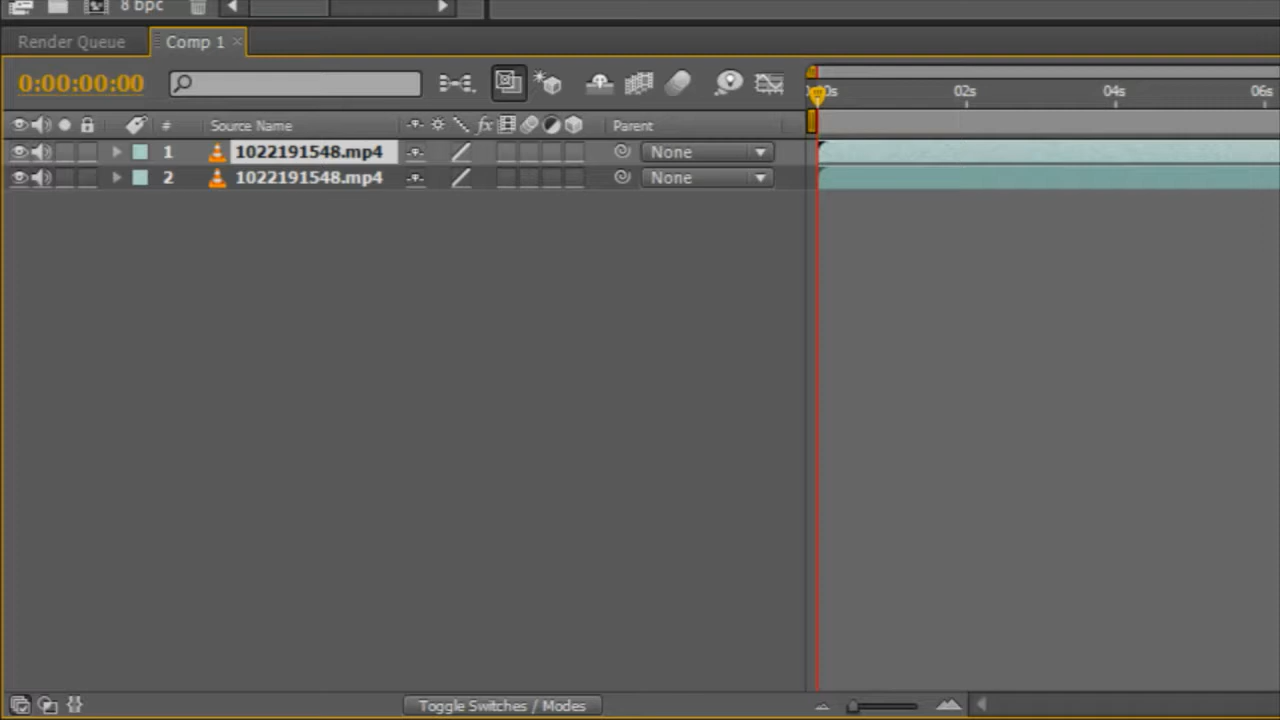 8 bpc
Render Queue Comp 1
0:00:00:00 02s 04s 06s
# Source Name fx Parent
1 1022191548.mp4 None
2 1022191548.mp4 None
Toggle Switches / Modes